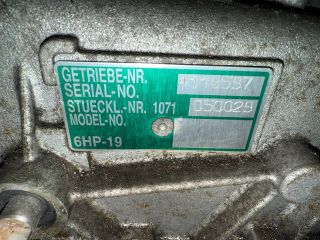 GETRIEBE-NR.
SERIAL-NO.
STUECKL.-NR. 1071 050029
MODEL-NO.
6HP-19